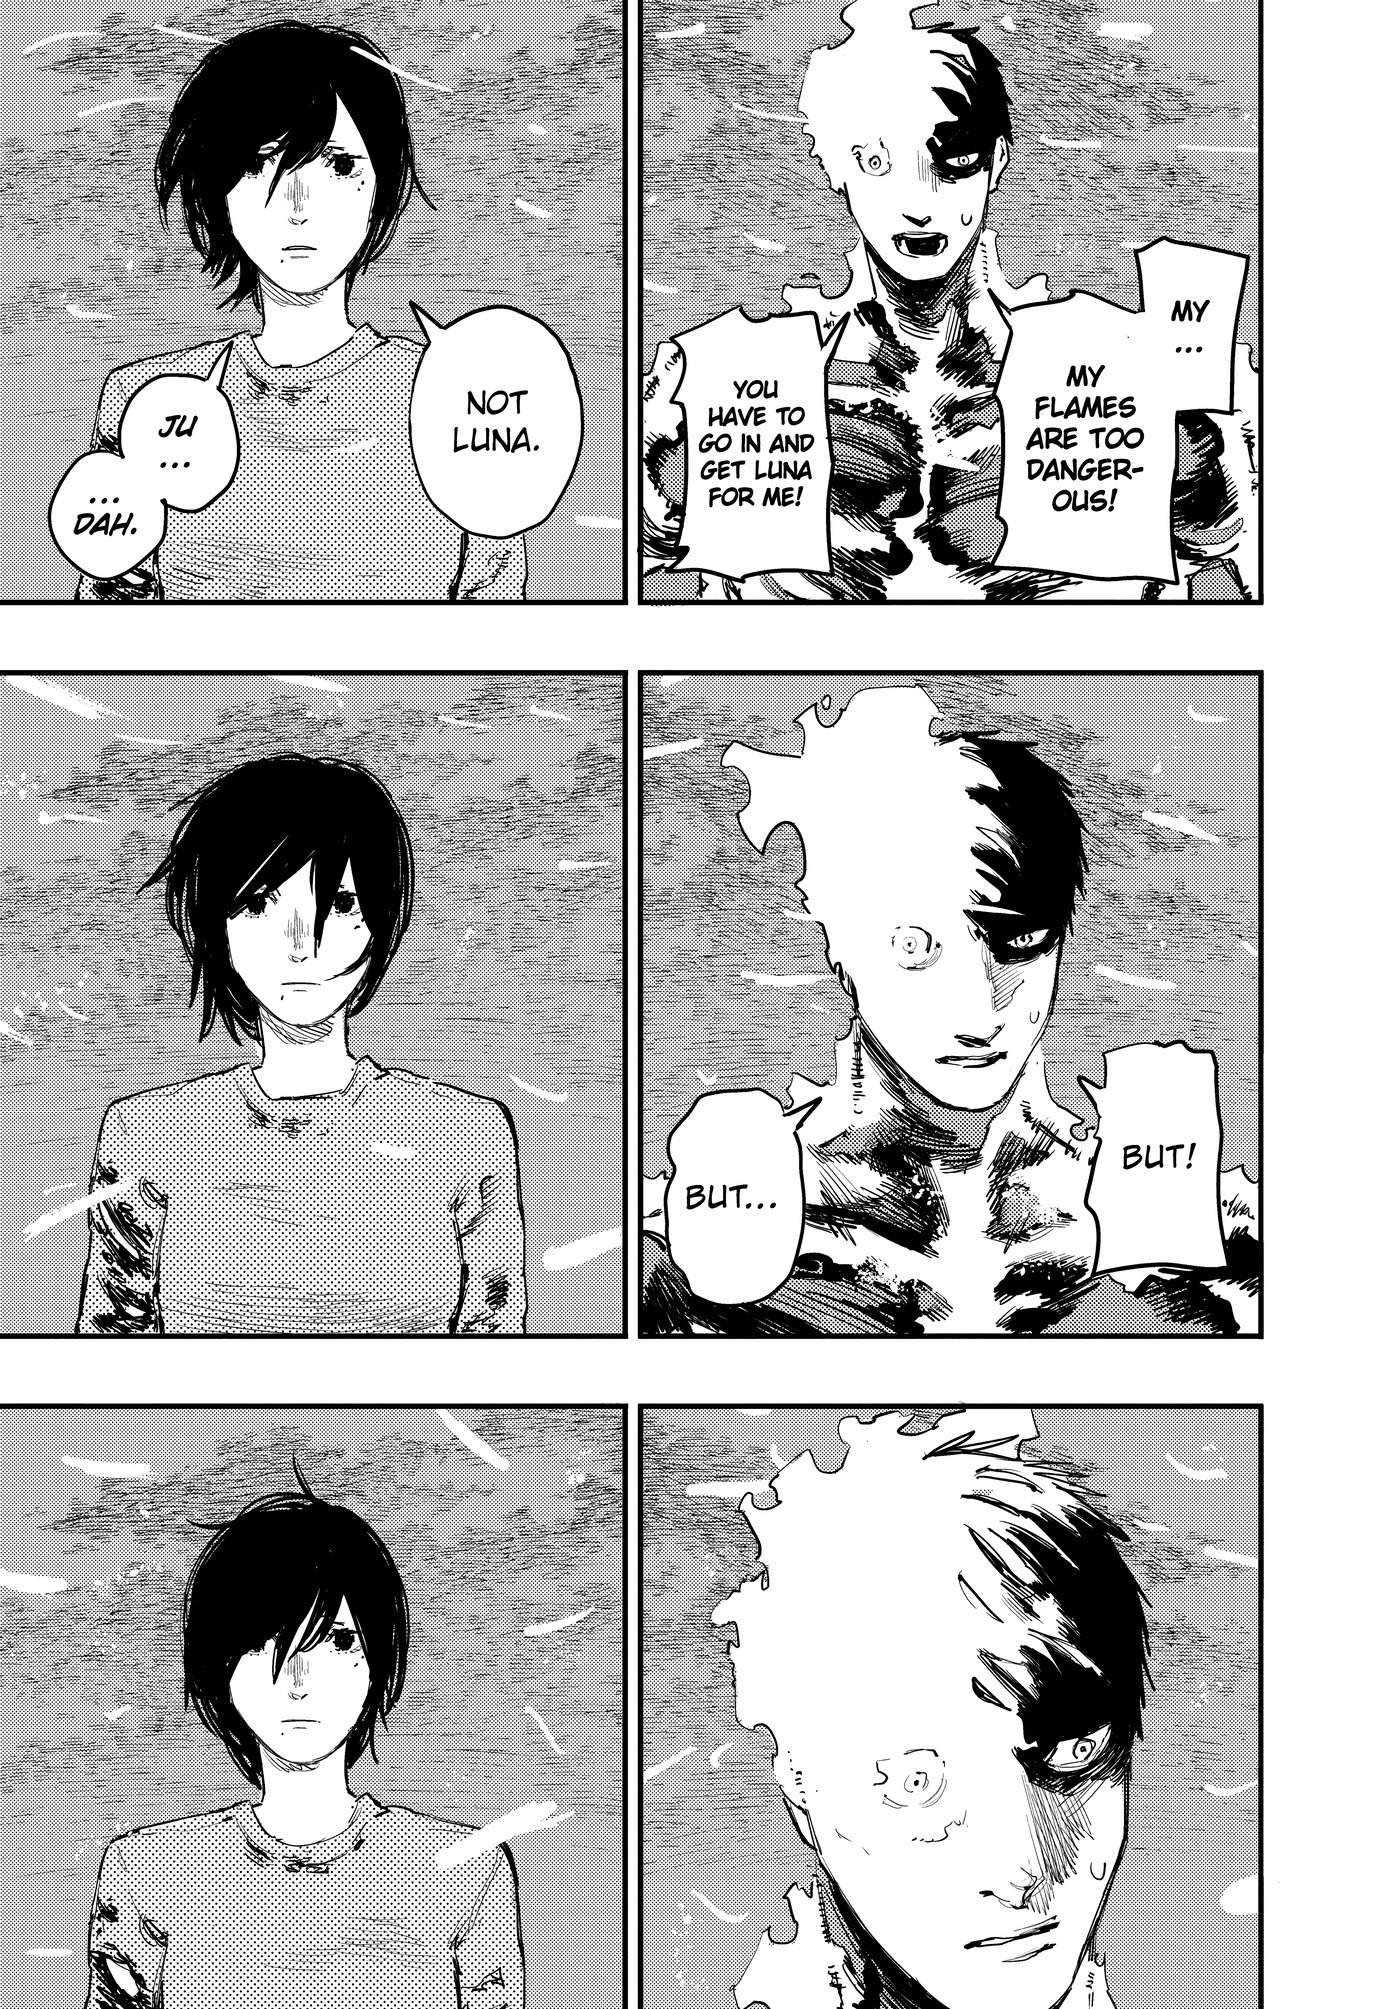 MY
...
MY
FLAMES
ARE TOO
DANGER-
OUS!
YOU
HAVE TO
GO IN AND
GET LUNA
FOR ME!
NOT
LUNA.
JU
...
...
DAH.
BUT!
BUT...